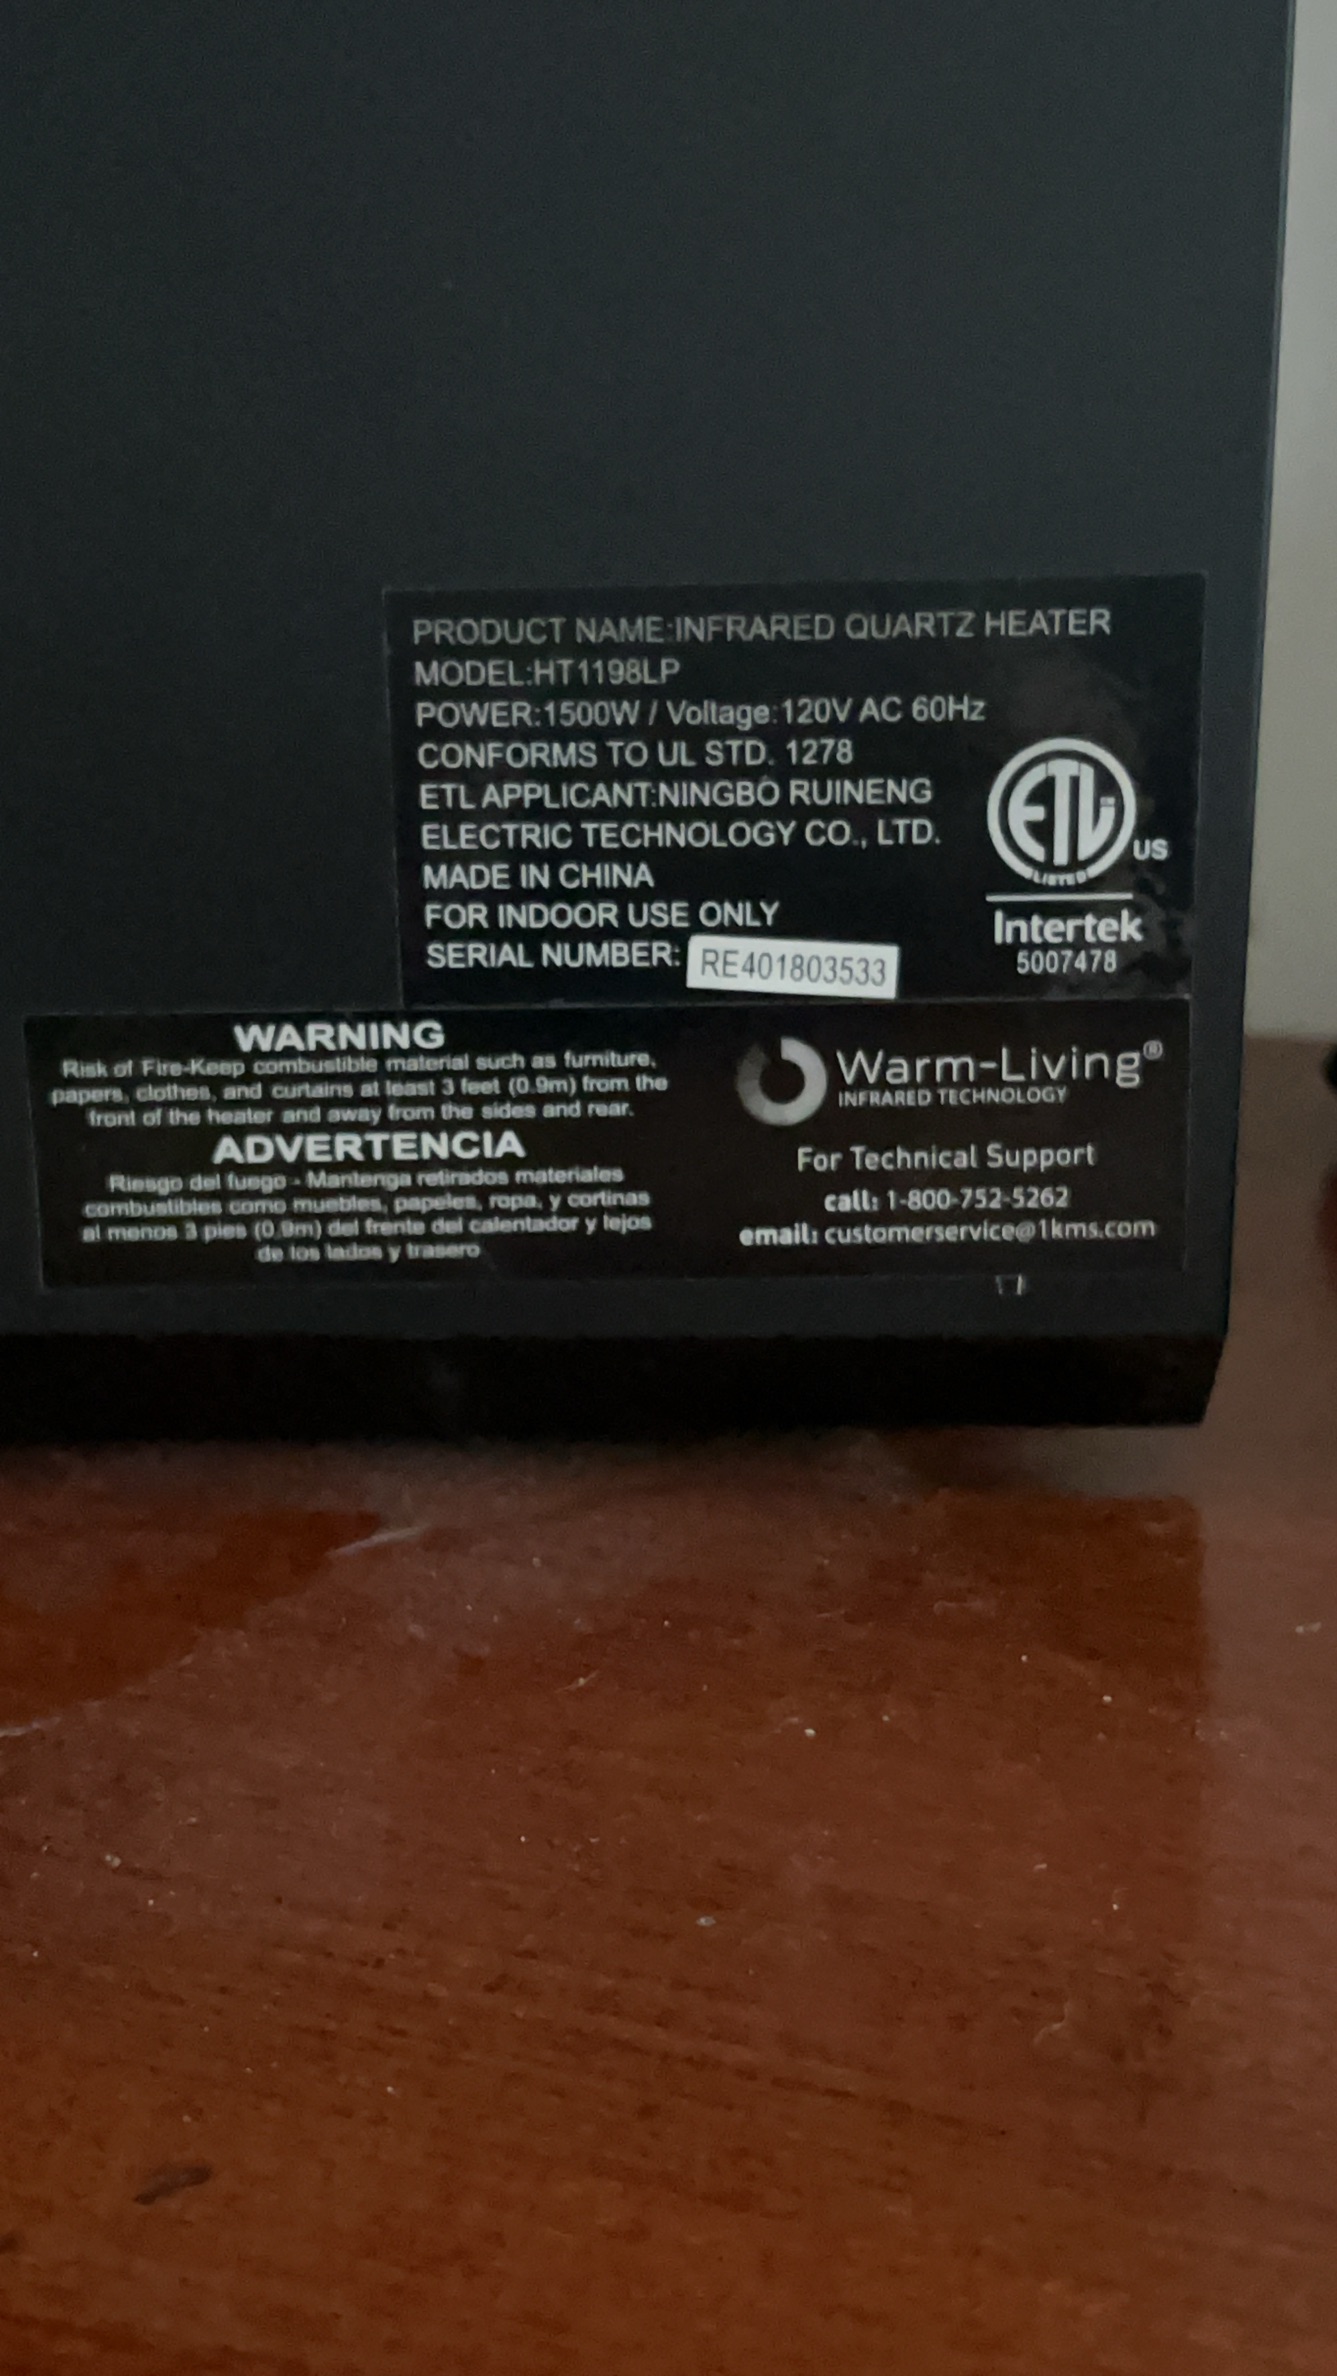 PRODUCT NAME:INFRARED QUARTZ HEATER
MODEL:HT1198LP
POWER:1500W / Voltage:120V AC 60Hz
CONFORMS TO UL STD. 1278
ETL APPLICANT:NINGBO RUINENG
ELECTRIC TECHNOLOGY CO., LTD.
MADE IN CHINA
FOR INDOOR USE ONLY
SERIAL NUMBER: RE401803533
ETL
LISTED
US
Intertek
5007478
WARNING
Risk of Fire-Keep combustible material such as furniture,
papers, clothes, and curtains at least 3 feet (0.9m) from the
front of the heater and away from the sides and rear.
ADVERTENCIA
Riesgo del fuego - Mantenga retirados materiales
combustibles como muebles, papeles, ropa, y cortinas
al menos 3 pies (0.9m) del frente del calentador y lejos
de los lados y trasero
Warm-Living®
INFRARED TECHNOLOGY
For Technical Support
call: 1-800-752-5262
email: customerservice@1kms.com